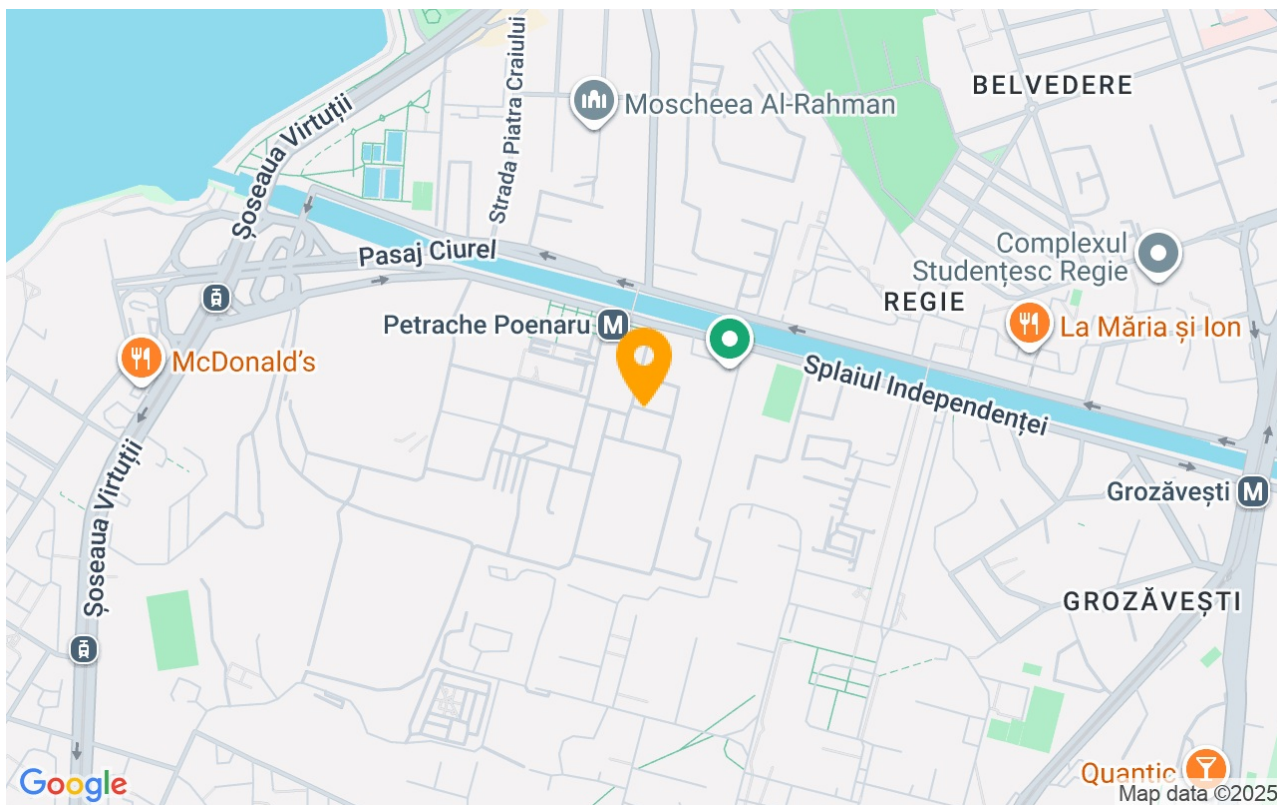 BELVEDERE
Moscheea Al-Rahman
Strada Piatra Craiului
Șoseaua Virtuții
Pasaj Ciurel
Complexul
Studențesc Regie
REGIE
Petrache Poenaru M
La Măria și Ion
McDonald's
Splaiul Independenței
Șoseaua Virtuții
Grozăvești M
GROZĂVEȘTI
Quantic
Google
Map data ©2025